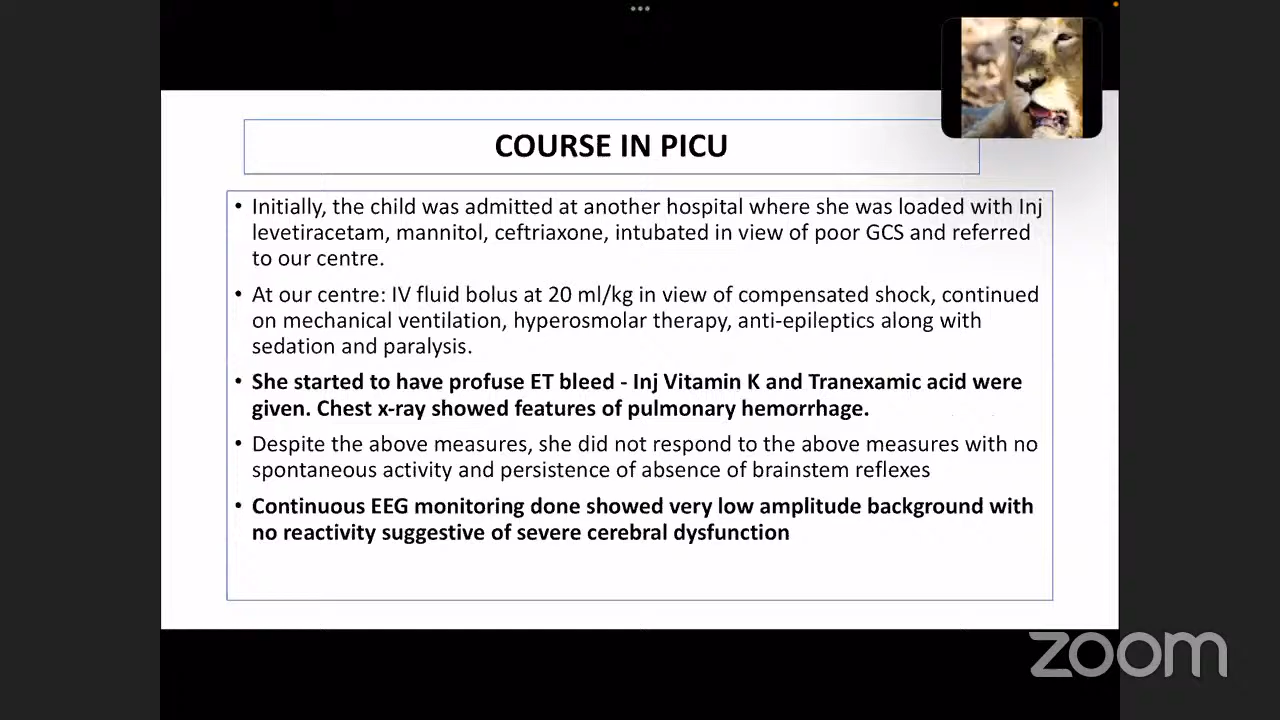 COURSE IN PICU
• Initially, the child was admitted at another hospital where she was loaded with Inj
levetiracetam, mannitol, ceftriaxone, intubated in view of poor GCS and referred
to our centre.
• At our centre: IV fluid bolus at 20 ml/kg in view of compensated shock, continued
on mechanical ventilation, hyperosmolar therapy, anti-epileptics along with
sedation and paralysis.
• She started to have profuse ET bleed - Inj Vitamin K and Tranexamic acid were
given. Chest x-ray showed features of pulmonary hemorrhage.
• Despite the above measures, she did not respond to the above measures with no
spontaneous activity and persistence of absence of brainstem reflexes
• Continuous EEG monitoring done showed very low amplitude background with
no reactivity suggestive of severe cerebral dysfunction
zoom